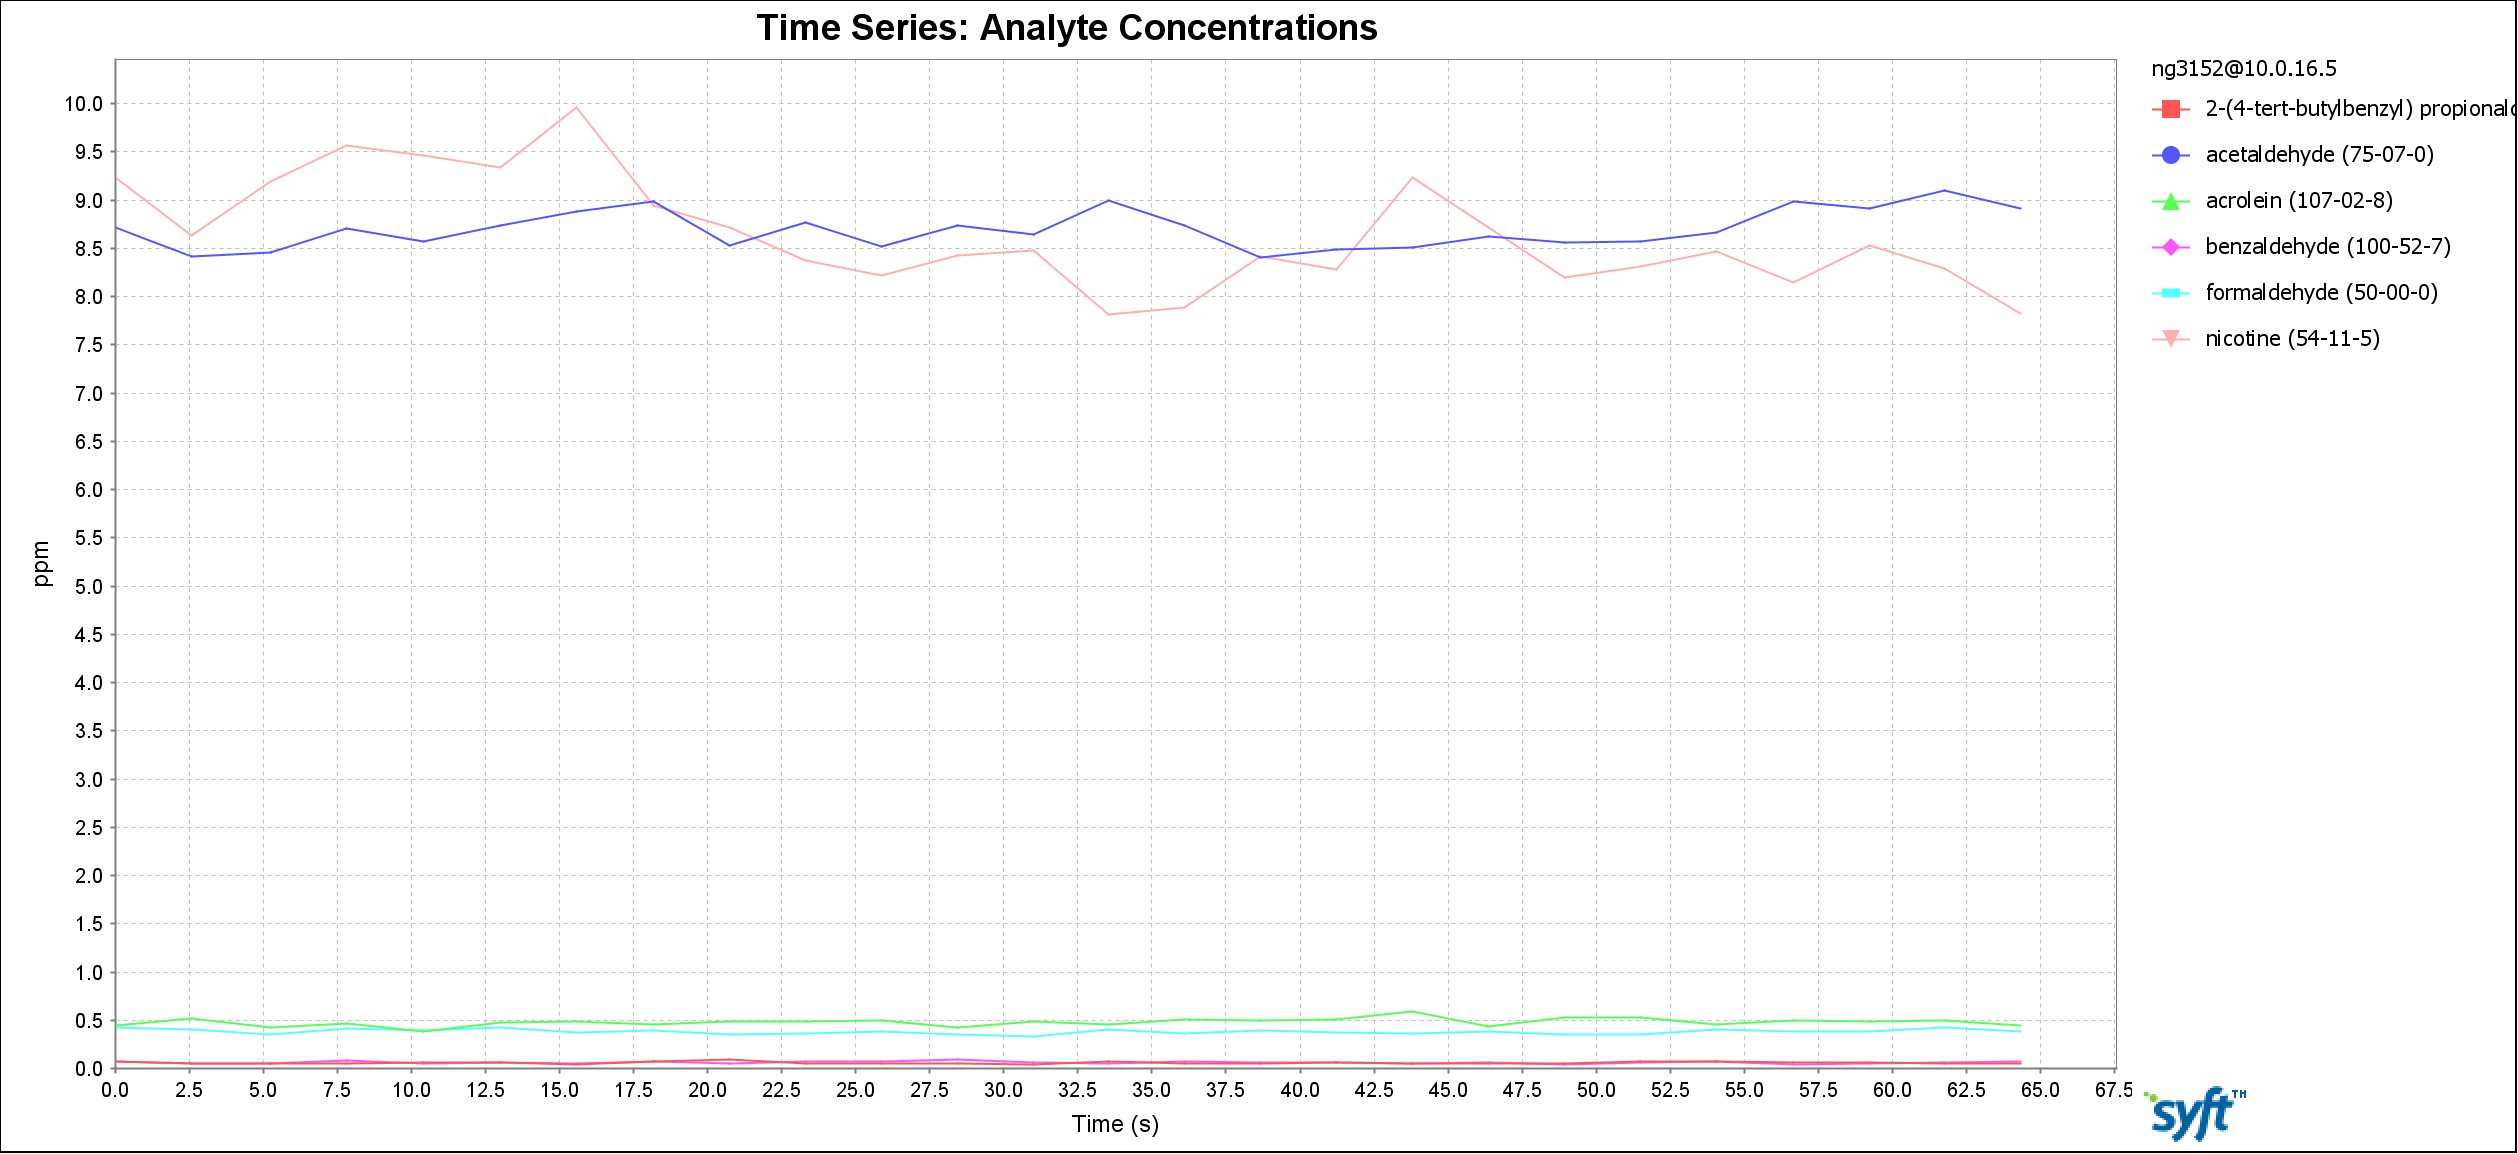 Time Series: Analyte Concentrations
ng3152@10.0.16.5
2-(4-tert-butylbenzyl) propionald
acetaldehyde (75-07-0)
acrolein (107-02-8)
benzaldehyde (100-52-7)
formaldehyde (50-00-0)
nicotine (54-11-5)
ppm
10.0
9.5
9.0
8.5
8.0
7.5
7.0
6.5
6.0
5.5
5.0
4.5
4.0
3.5
3.0
2.5
2.0
1.5
1.0
0.5
0.0
0.0 2.5 5.0 7.5 10.0 12.5 15.0 17.5 20.0 22.5 25.0 27.5 30.0 32.5 35.0 37.5 40.0 42.5 45.0 47.5 50.0 52.5 55.0 57.5 60.0 62.5 65.0 67.5
Time (s)
syft™